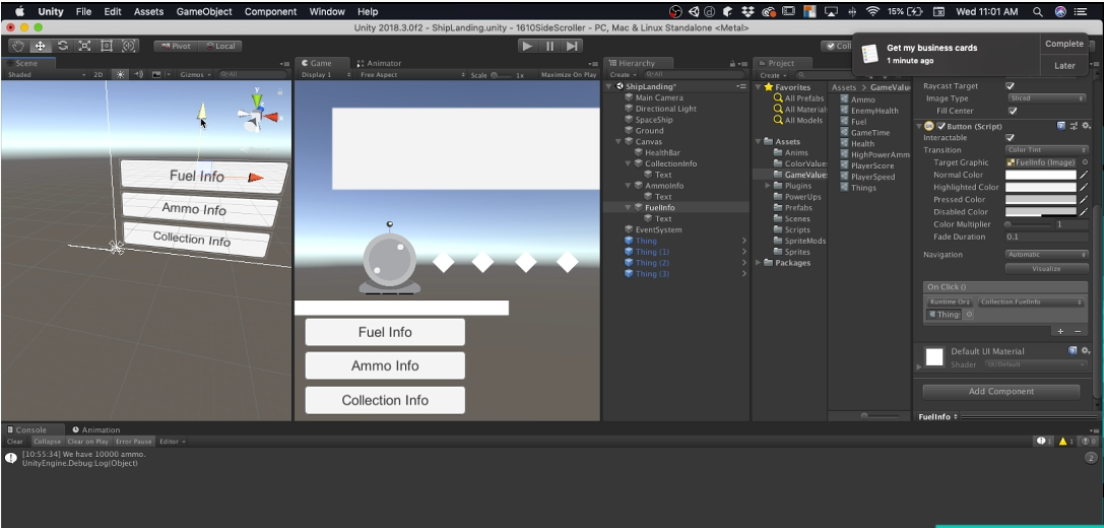 Unity File Edit Assets GameObject Component Window Help
15% Wed 11:01 AM
Unity 2018.3.0f2 - ShipLanding.unity - 1610SideScroller - PC, Mac & Linux Standalone <Metal>
Pivot Local
Coll
Get my business cards
1 minute ago
Complete
Later
Scene
Shaded 2D Gizmos All
Fuel Info
Ammo Info
Collection Info
Game Animator
Display 1 Free Aspect Scale 1x Maximize On Play
Fuel Info
Ammo Info
Collection Info
Hierarchy
Create All
ShipLanding*
Main Camera
Directional Light
SpaceShip
Ground
Canvas
HealthBar
CollectionInfo
Text
AmmoInfo
Text
FuelInfo
Text
EventSystem
Thing
Thing (1)
Thing (2)
Thing (3)
Project
Create
Favorites
All Prefabs
All Material
All Models
Assets
Anims
ColorValue
GameValue
Plugins
PowerUps
Prefabs
Scenes
Scripts
SpriteMods
Sprites
Packages
Assets > GameValu
Ammo
EnemyHealth
Fuel
GameTime
Health
HighPowerAmm
PlayerScore
PlayerSpeed
Things
Raycast Target
Image Type Sliced
Fill Center
Button (Script)
Interactable
Transition Color Tint
Target Graphic FuelInfo (Image)
Normal Color
Highlighted Color
Pressed Color
Disabled Color
Color Multiplier 1
Fade Duration 0.1
Navigation Automatic
Visualize
On Click ()
Runtime On Collection.FuelInfo
Thing
+ −
Default UI Material
Shader UI/Default
Add Component
FuelInfo
Console Animation
Clear Collapse Clear on Play Error Pause Editor
[10:55:34] We have 10000 ammo.
UnityEngine.Debug:Log(Object)
2